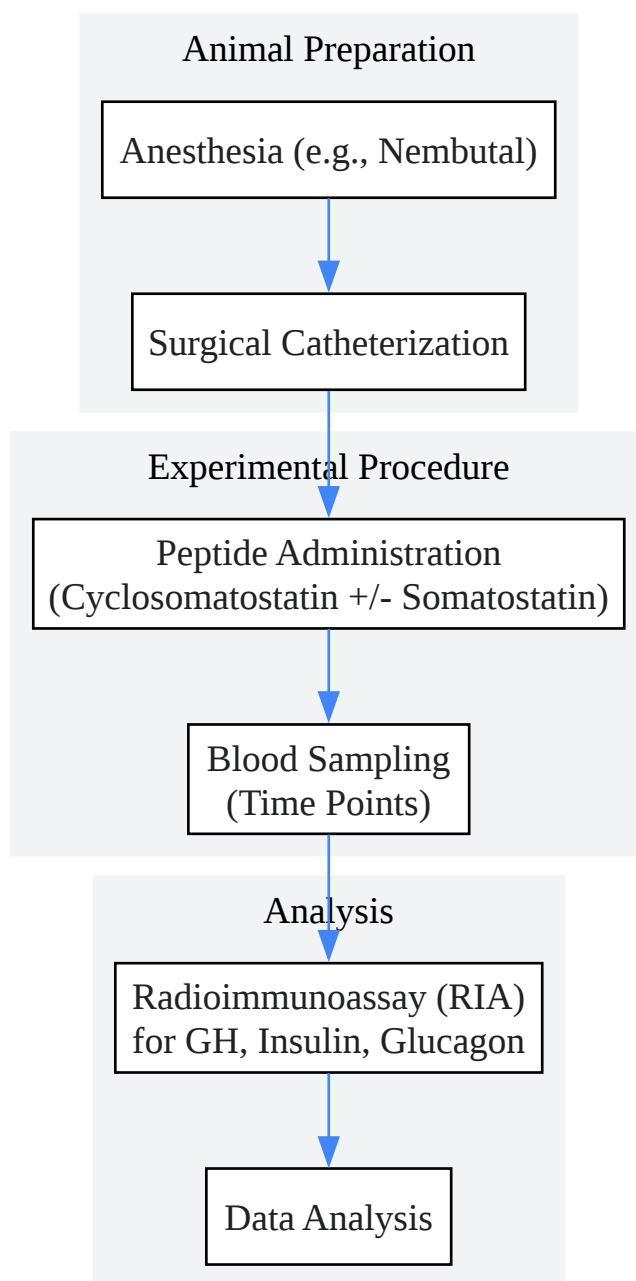 Animal Preparation
Anesthesia (e.g., Nembutal)
Surgical Catheterization
Experimental Procedure
Peptide Administration
(Cyclosomatostatin +/- Somatostatin)
Blood Sampling
(Time Points)
Analysis
Radioimmunoassay (RIA)
for GH, Insulin, Glucagon
Data Analysis